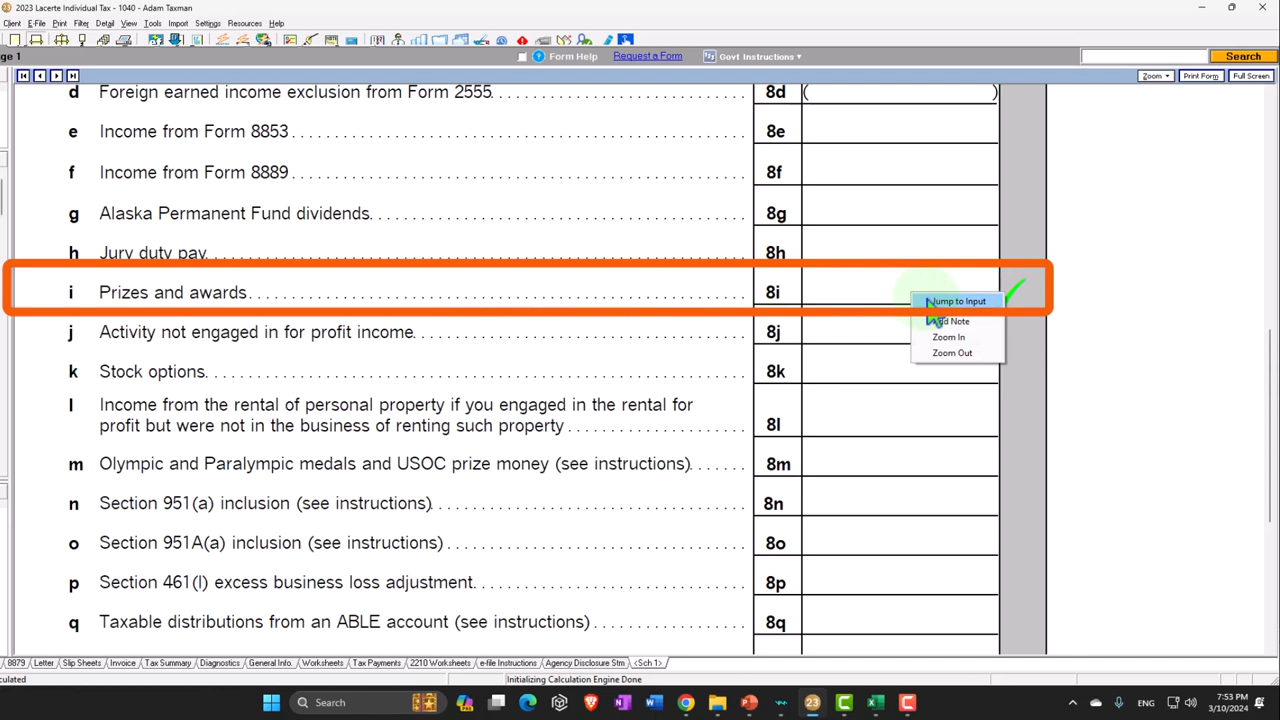 2023 Lacerte Individual Tax - 1040 - Adam Taxman
Client E-File Print Filter Detail View Tools Import Settings Resources Help
ge 1 Form Help Request a Form Govt Instructions Search
Zoom Print Form Full Screen
d Foreign earned income exclusion from Form 2555 8d ( )
e Income from Form 8853 8e
f Income from Form 8889 8f
g Alaska Permanent Fund dividends 8g
h Jury duty pay 8h
i Prizes and awards 8i
Jump to Input
Note
Zoom In
Zoom Out
j Activity not engaged in for profit income 8j
k Stock options 8k
l Income from the rental of personal property if you engaged in the rental for
profit but were not in the business of renting such property 8l
m Olympic and Paralympic medals and USOC prize money (see instructions) 8m
n Section 951(a) inclusion (see instructions) 8n
o Section 951A(a) inclusion (see instructions) 8o
p Section 461(l) excess business loss adjustment 8p
q Taxable distributions from an ABLE account (see instructions) 8q
8879 Letter Slip Sheets Invoice Tax Summary Diagnostics General Info. Worksheets Tax Payments 2210 Worksheets e-file Instructions Agency Disclosure Stm <Sch 1>
culated Initializing Calculation Engine Done
Search 23 ENG 7:53 PM
3/10/2024